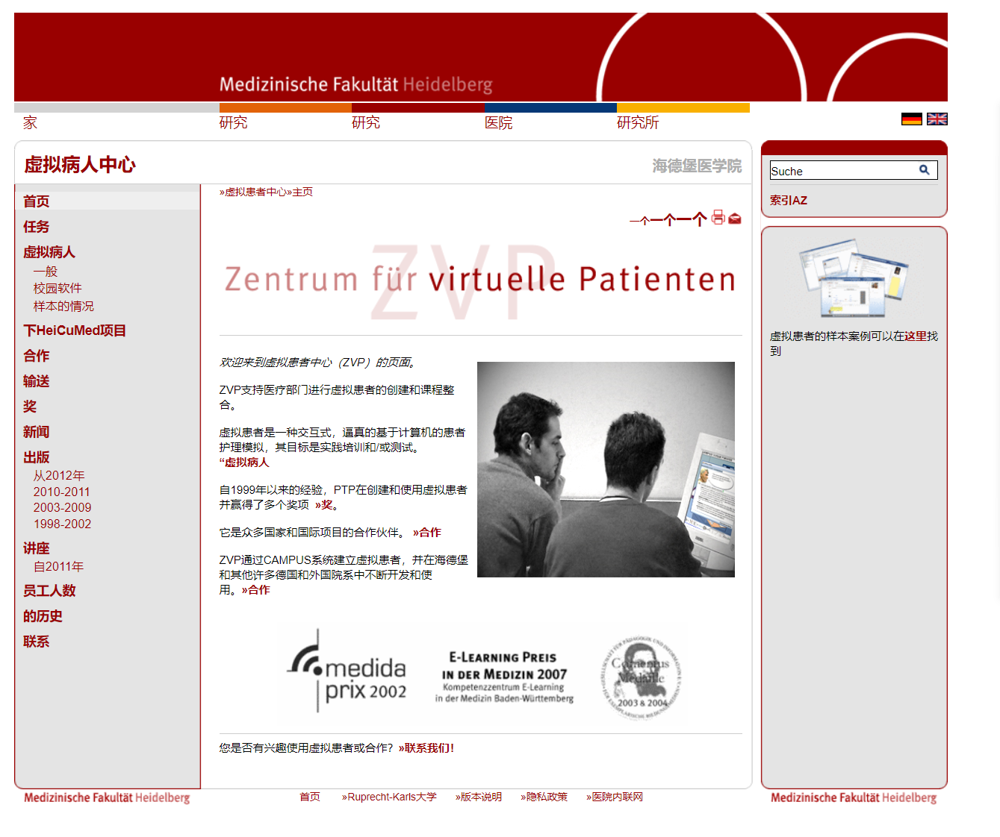 Medizinische Fakultät Heidelberg
家
研究
研究
医院
研究所
虚拟病人中心
海德堡医学院
Suche
索引AZ
首页
任务
虚拟病人
一般
校园软件
样本的情况
下HeiCuMed项目
合作
输送
奖
新闻
出版
从2012年
2010-2011
2003-2009
1998-2002
讲座
自2011年
员工人数
的历史
联系
»虚拟患者中心»主页
一个一个一个
ZVP
Zentrum für virtuelle Patienten
欢迎来到虚拟患者中心（ZVP）的页面。
ZVP支持医疗部门进行虚拟患者的创建和课程整
合。
虚拟患者是一种交互式，逼真的基于计算机的患者
护理模拟，其目标是实践培训和/或测试。
“虚拟病人
自1999年以来的经验，PTP在创建和使用虚拟患者
并赢得了多个奖项 »奖。
它是众多国家和国际项目的合作伙伴。 »合作
ZVP通过CAMPUS系统建立虚拟患者，并在海德堡
和其他许多德国和外国院系中不断开发和使
用。»合作
medida
prix 2002
E-LEARNING PREIS
IN DER MEDIZIN 2007
Kompetenzzentrum E-Learning
in der Medizin Baden-Württemberg
Comenius
Medaille
2003 & 2004
您是否有兴趣使用虚拟患者或合作？»联系我们！
虚拟患者的样本案例可以在这里找
到
Medizinische Fakultät Heidelberg
首页
»Ruprecht-Karls大学
»版本说明
»隐私政策
»医院内联网
Medizinische Fakultät Heidelberg